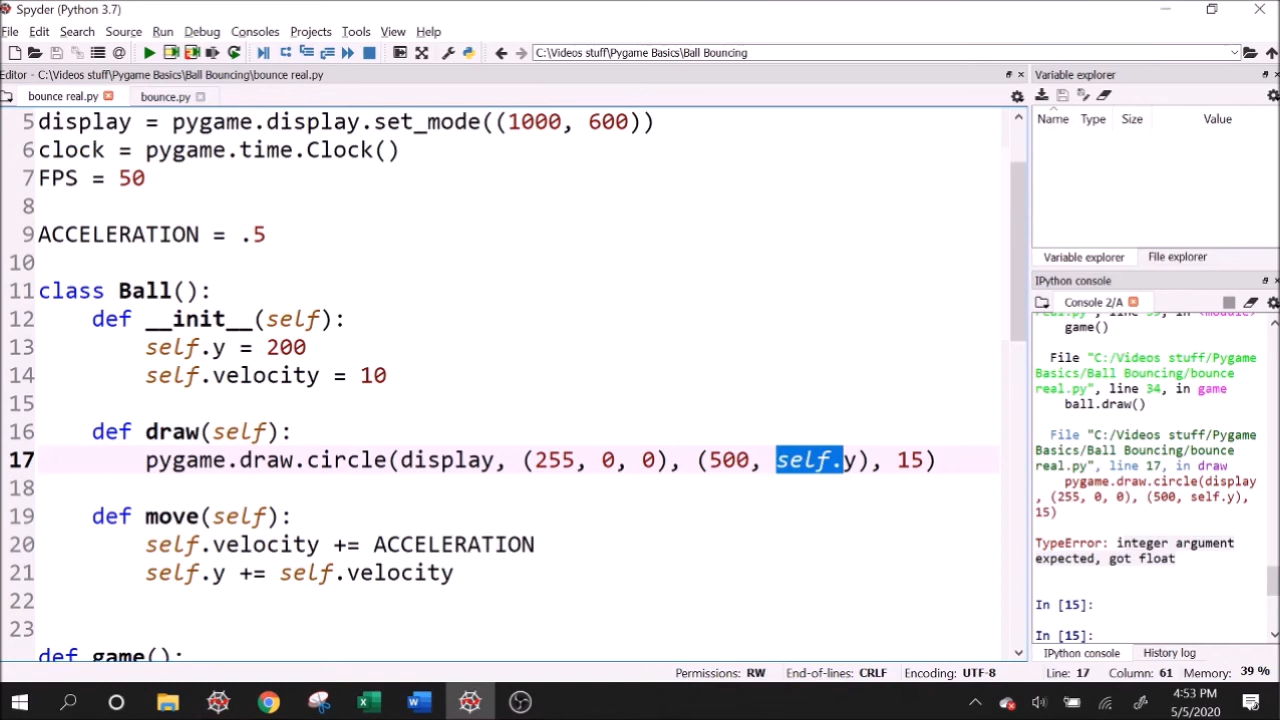 Spyder (Python 3.7)
File Edit Search Source Run Debug Consoles Projects Tools View Help
C:\Videos stuff\Pygame Basics\Ball Bouncing
Editor - C:\Videos stuff\Pygame Basics\Ball Bouncing\bounce real.py
bounce real.py bounce.py
5 display = pygame.display.set_mode((1000, 600))
6 clock = pygame.time.Clock()
7 FPS = 50
8
9 ACCELERATION = .5
10
11 class Ball():
12 def __init__(self):
13 self.y = 200
14 self.velocity = 10
15
16 def draw(self):
17 pygame.draw.circle(display, (255, 0, 0), (500, self.y), 15)
18
19 def move(self):
20 self.velocity += ACCELERATION
21 self.y += self.velocity
22
23
def game():
Variable explorer
Name Type Size Value
Variable explorer File explorer
IPython console
Console 2/A
real.py", line 39, in <module>
game()
File "C:/Videos stuff/Pygame
Basics/Ball Bouncing/bounce
real.py", line 34, in game
ball.draw()
File "C:/Videos stuff/Pygame
Basics/Ball Bouncing/bounce
real.py", line 17, in draw
pygame.draw.circle(display
, (255, 0, 0), (500, self.y),
15)
TypeError: integer argument
expected, got float
In [15]:
In [15]:
IPython console History log
Permissions: RW End-of-lines: CRLF Encoding: UTF-8 Line: 17 Column: 61 Memory: 39 %
4:53 PM
5/5/2020